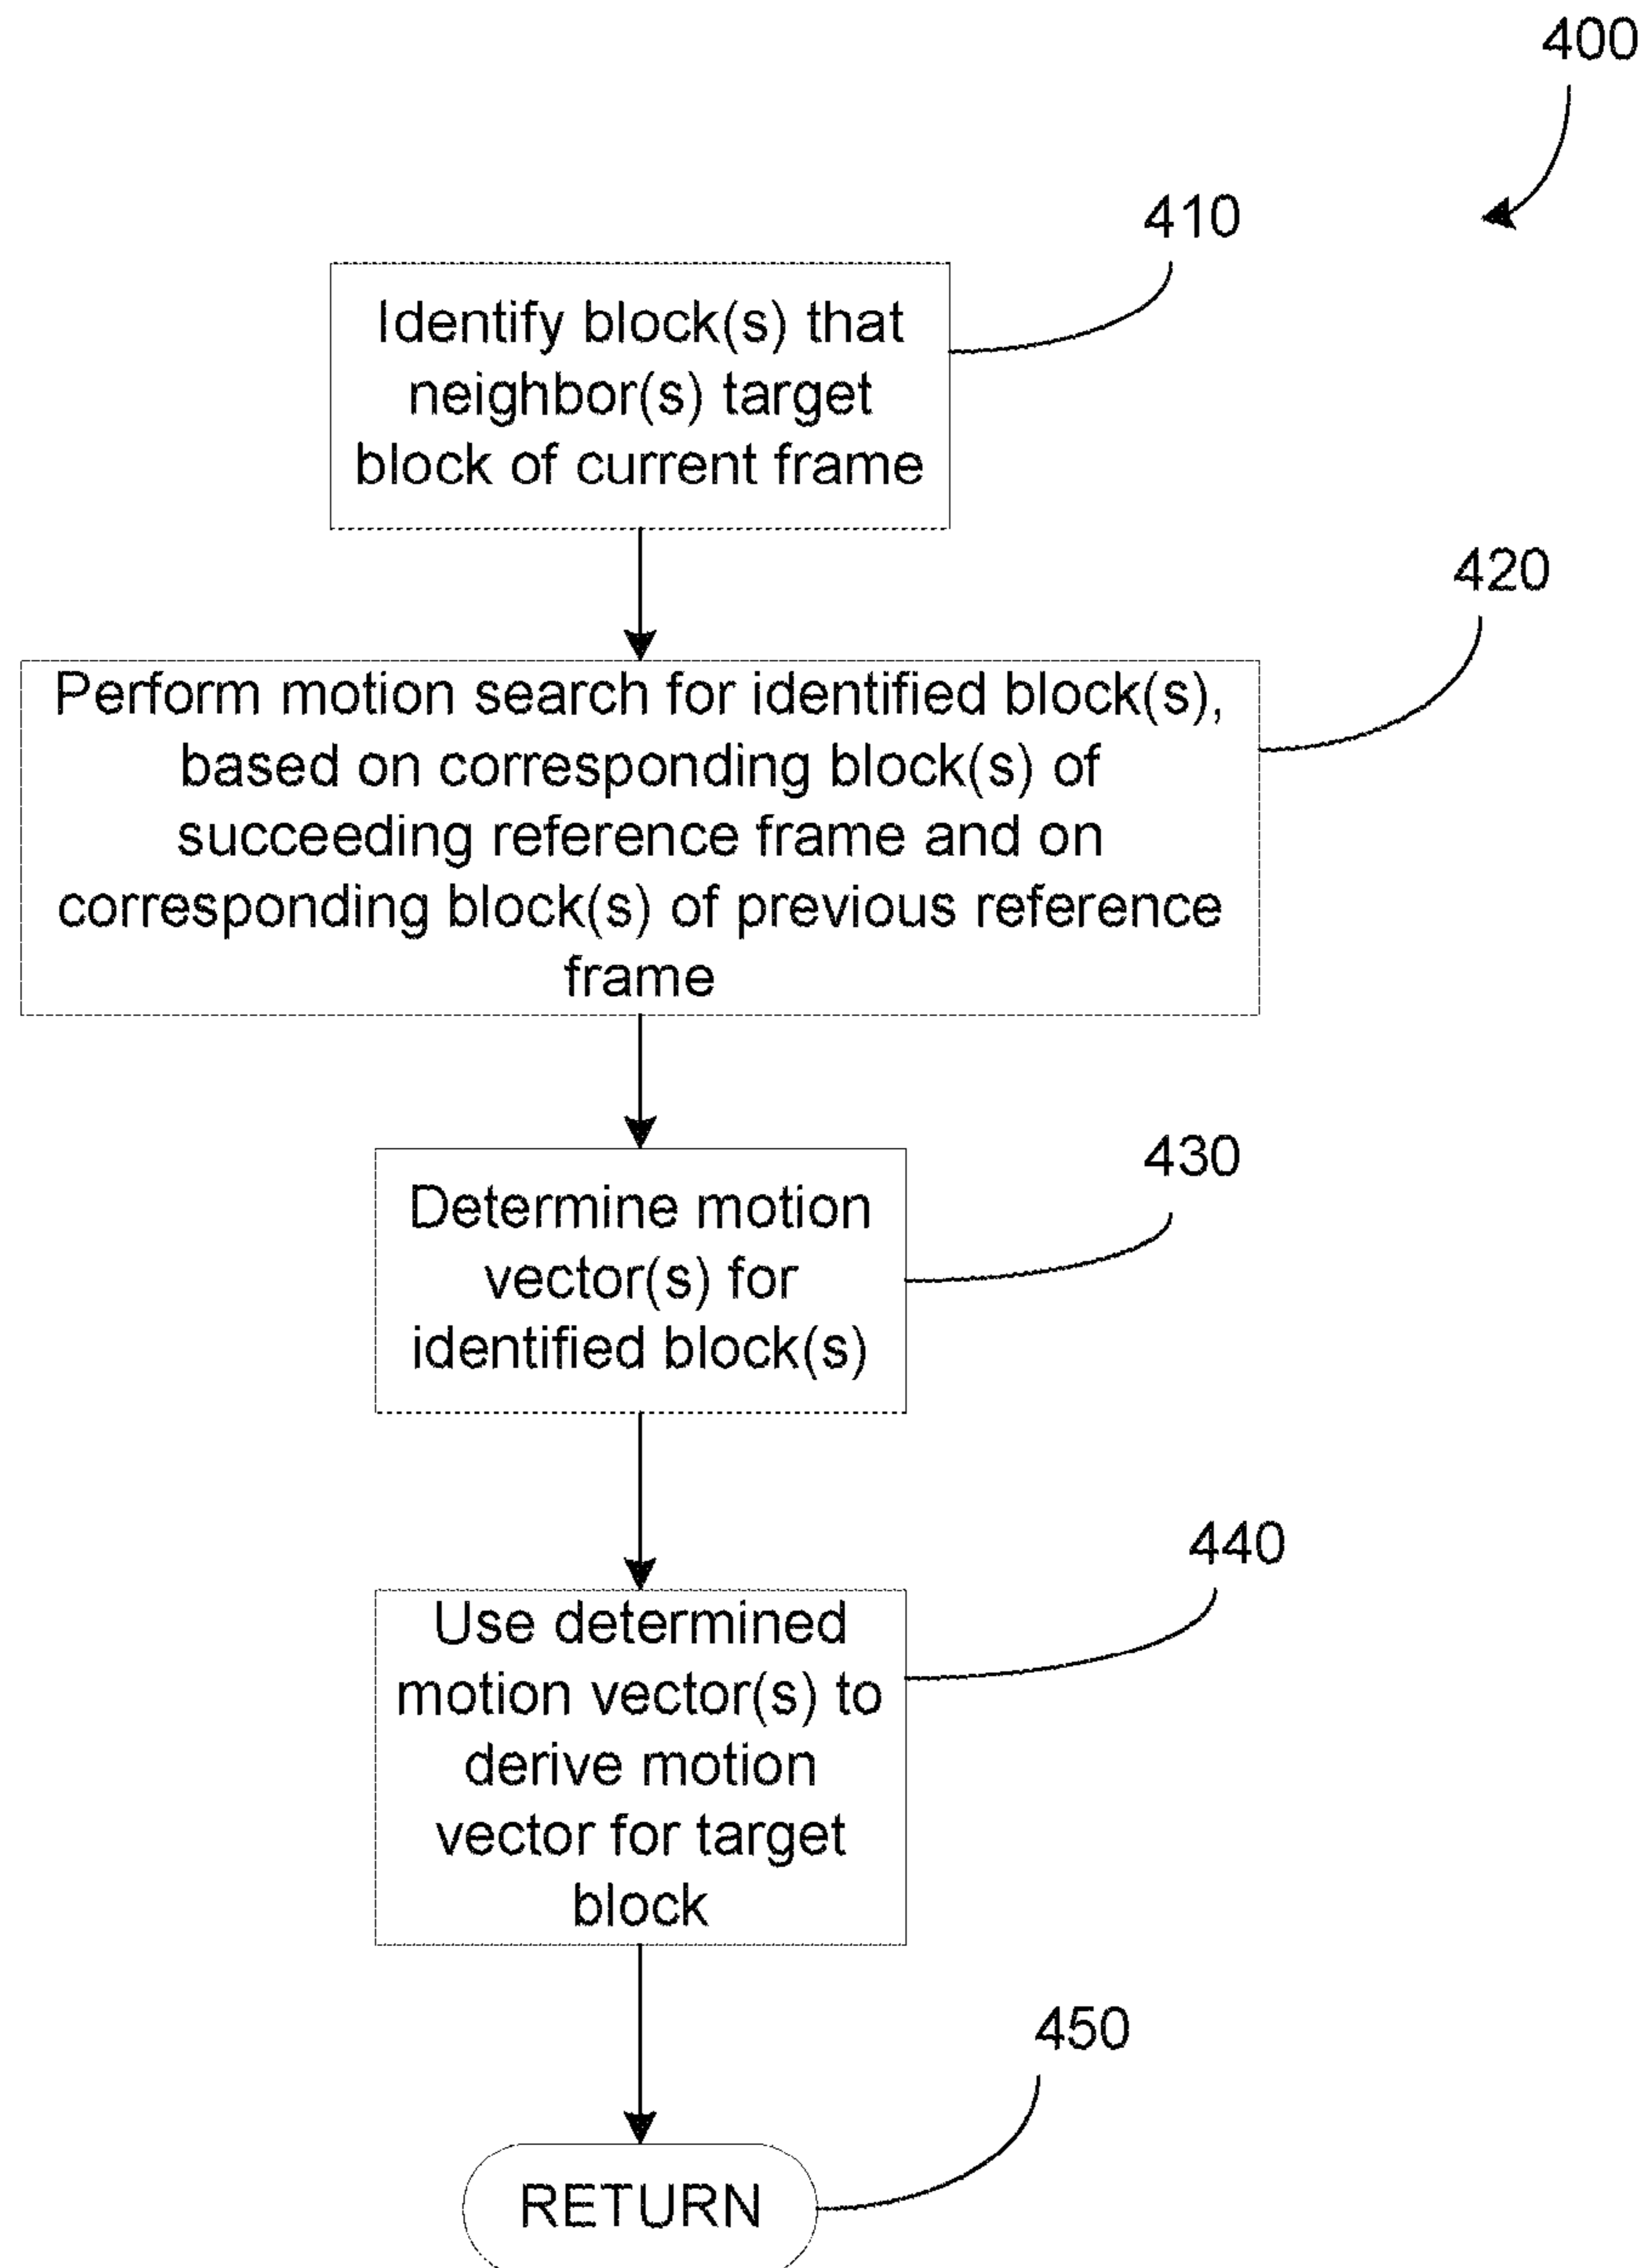 400
410
Identify block(s) that
neighbor(s) target
block of current frame
420
Perform motion search for identified block(s),
based on corresponding block(s) of
succeeding reference frame and on
corresponding block(s) of previous reference
frame
430
Determine motion
vector(s) for
identified block(s)
440
Use determined
motion vector(s) to
derive motion
vector for target
block
450
RETURN